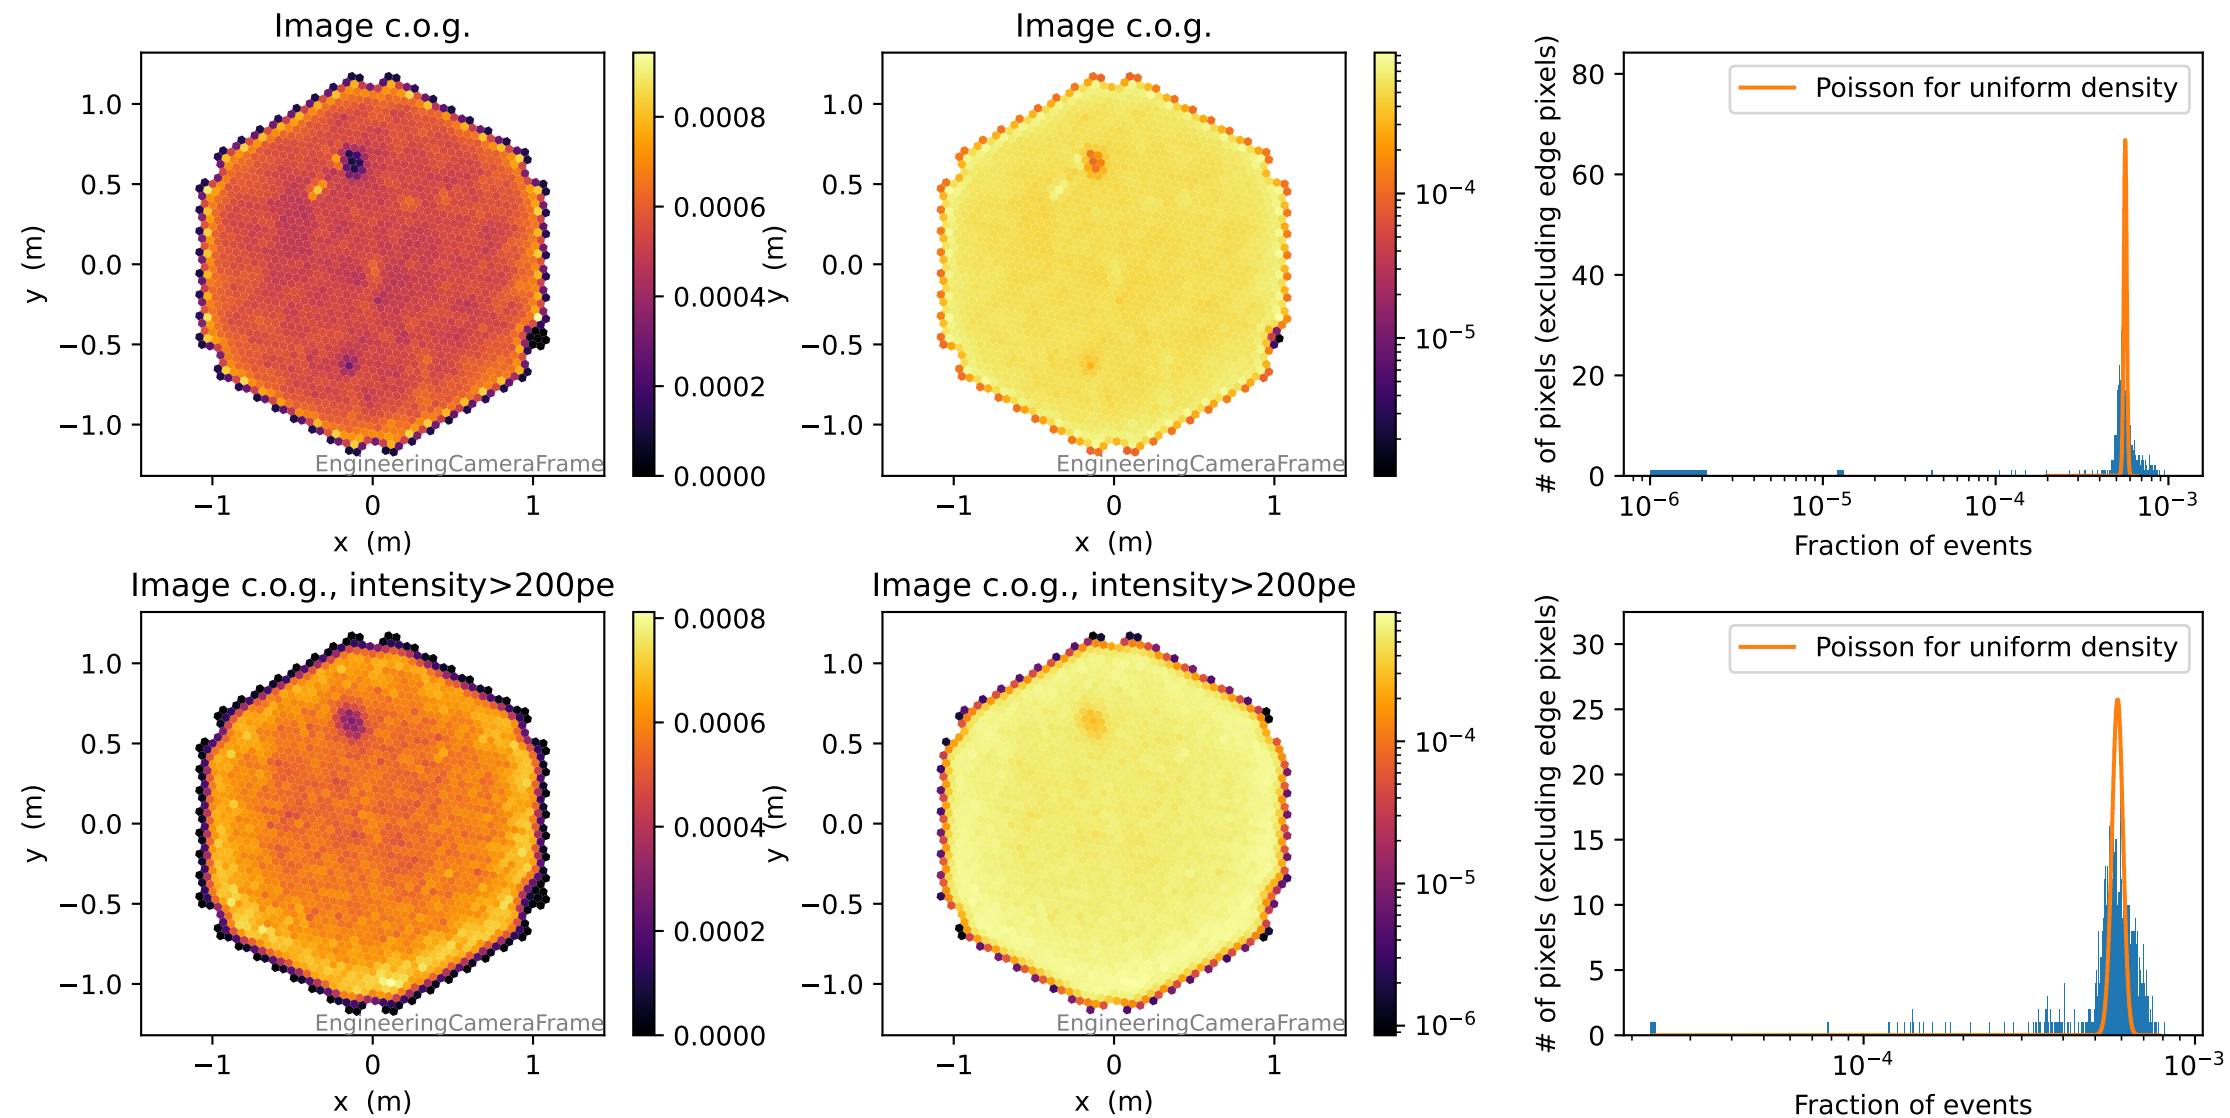 Image c.o.g.
y (m)
1.0
0.5
0.0
−0.5
−1.0
−1
0
1
x (m)
EngineeringCameraFrame
0.0008
0.0006
0.0004
0.0002
0.0000
Image c.o.g.
y (m)
1.0
0.5
0.0
−0.5
−1.0
−1
0
1
x (m)
EngineeringCameraFrame
10⁻⁴
10⁻⁵
# of pixels (excluding edge pixels)
80
60
40
20
0
Poisson for uniform density
10⁻⁶
10⁻⁵
10⁻⁴
10⁻³
Fraction of events
Image c.o.g., intensity>200pe
y (m)
1.0
0.5
0.0
−0.5
−1.0
−1
0
1
x (m)
EngineeringCameraFrame
0.0008
0.0006
0.0004
0.0002
0.0000
Image c.o.g., intensity>200pe
y (m)
1.0
0.5
0.0
−0.5
−1.0
−1
0
1
x (m)
EngineeringCameraFrame
10⁻⁴
10⁻⁵
10⁻⁶
# of pixels (excluding edge pixels)
30
25
20
15
10
5
0
Poisson for uniform density
10⁻⁴
10⁻³
Fraction of events